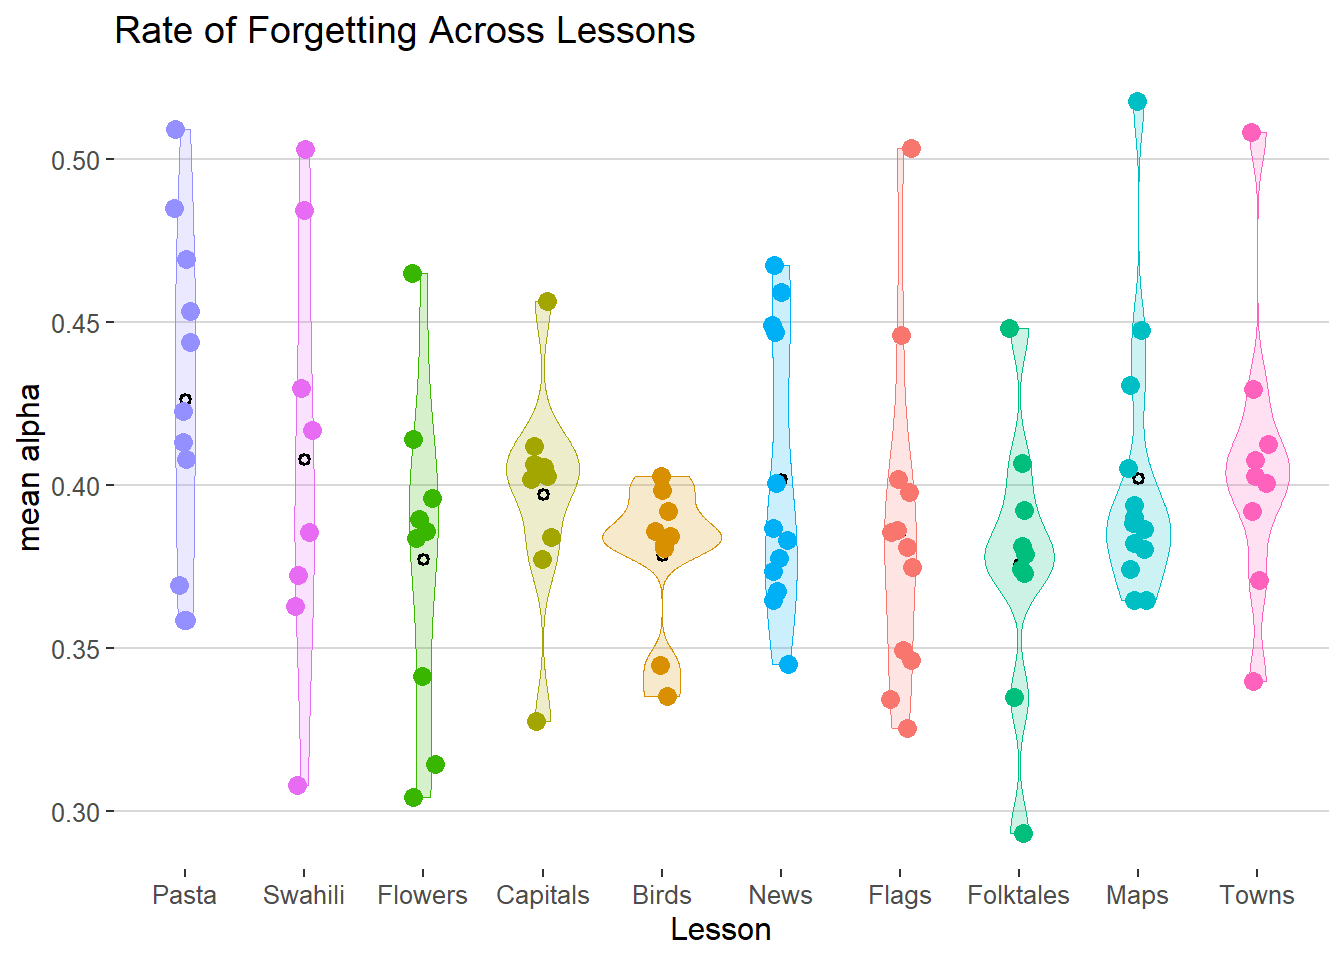 Rate of Forgetting Across Lessons
mean alpha
0.50
0.45
0.40
0.35
0.30
Pasta Swahili Flowers Capitals Birds News Flags Folktales Maps Towns
Lesson